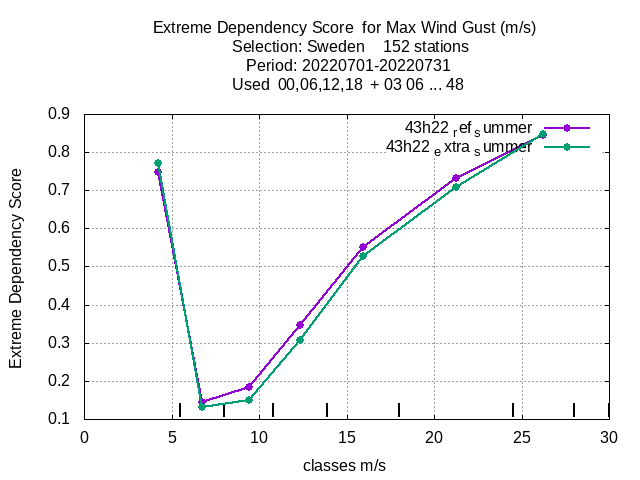 Extreme Dependency Score for Max Wind Gust (m/s)
Selection: Sweden 152 stations
Period: 20220701-20220731
Used 00,06,12,18 + 03 06 ... 48
43h22 ref summer
43h22 extra summer
Extreme Dependency Score
0.9
0.8
0.7
0.6
0.5
0.4
0.3
0.2
0.1
0 5 10 15 20 25 30
classes m/s